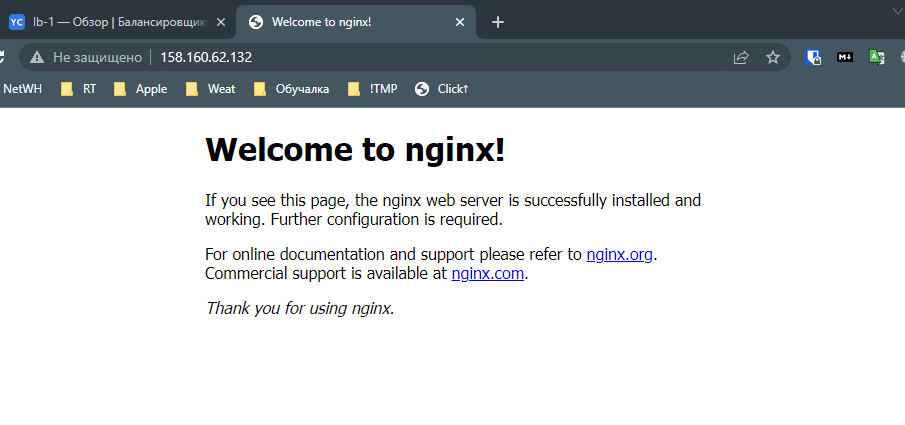 YC lb-1 — Обзор | Балансировщик
Welcome to nginx!
Не защищено | 158.160.62.132
NetWH RT Apple Weat Обучалка !TMP Click↑
Welcome to nginx!
If you see this page, the nginx web server is successfully installed and
working. Further configuration is required.
For online documentation and support please refer to nginx.org.
Commercial support is available at nginx.com.
Thank you for using nginx.